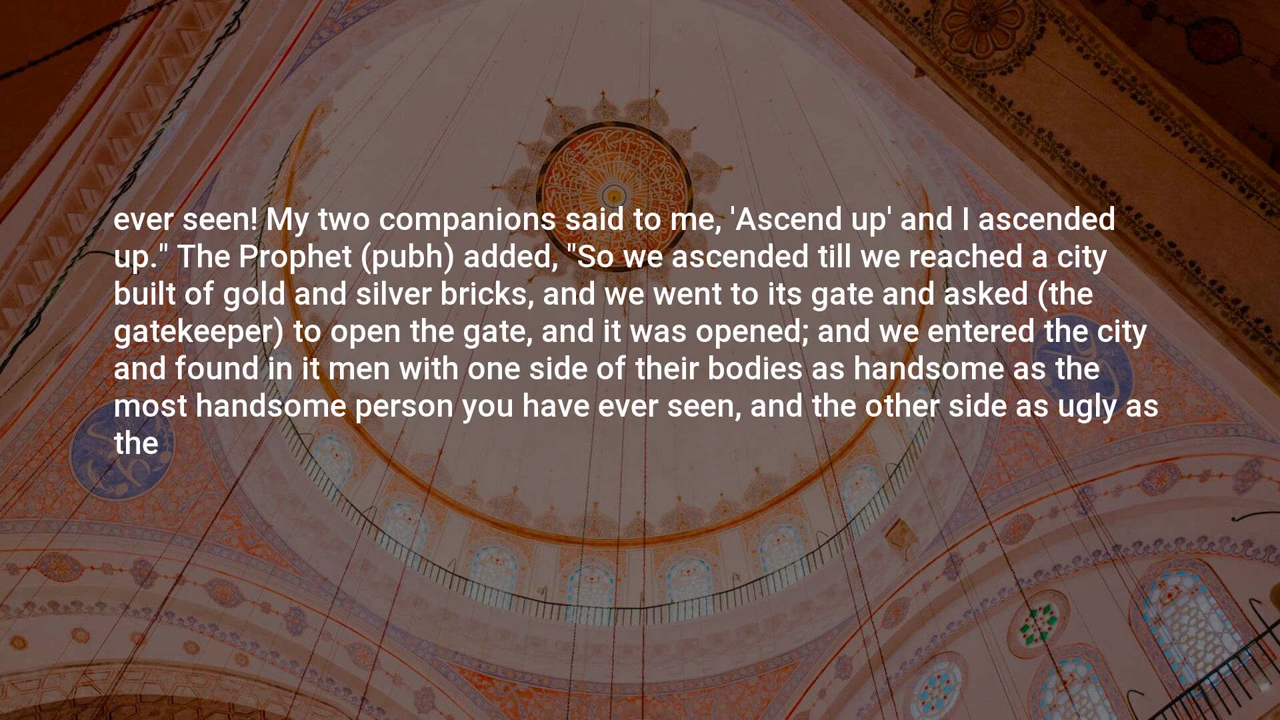 ever seen! My two companions said to me, 'Ascend up' and I ascended
up." The Prophet (pubh) added, "So we ascended till we reached a city
built of gold and silver bricks, and we went to its gate and asked (the
gatekeeper) to open the gate, and it was opened; and we entered the city
and found in it men with one side of their bodies as handsome as the
most handsome person you have ever seen, and the other side as ugly as
the